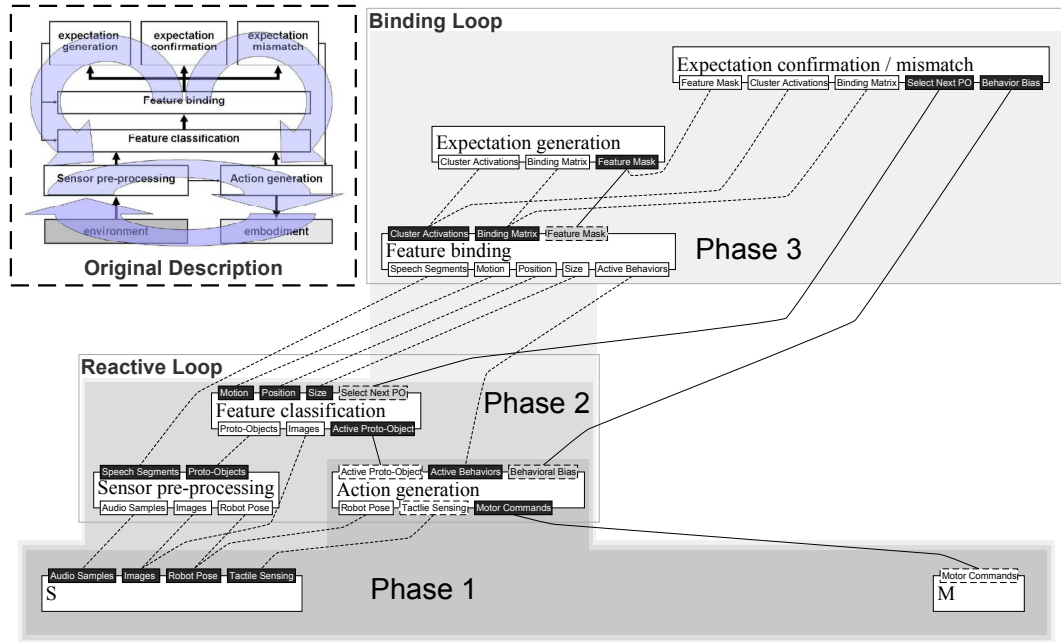 expectation generation
expectation confirmation
expectation mismatch
Feature binding
Feature classification
Sensor pre-processing
Action generation
environment
embodiment
Original Description
Binding Loop
Expectation confirmation / mismatch
Feature Mask Cluster Activations Binding Matrix Select Next PO Behavior Bias
Expectation generation
Cluster Activations Binding Matrix Feature Mask
Cluster Activations Binding Matrix Feature Mask
Feature binding
Speech Segments Motion Position Size Active Behaviors
Phase 3
Reactive Loop
Motion Position Size Select Next PO
Feature classification
Proto-Objects Images Active Proto-Object
Phase 2
Speech Segments Proto-Objects
Sensor pre-processing
Audio Samples Images Robot Pose
Active Proto-Object Active Behaviors Behavioral Bias
Action generation
Robot Pose Tactile Sensing Motor Commands
Audio Samples Images Robot Pose Tactile Sensing
S
Phase 1
Motor Commands
M